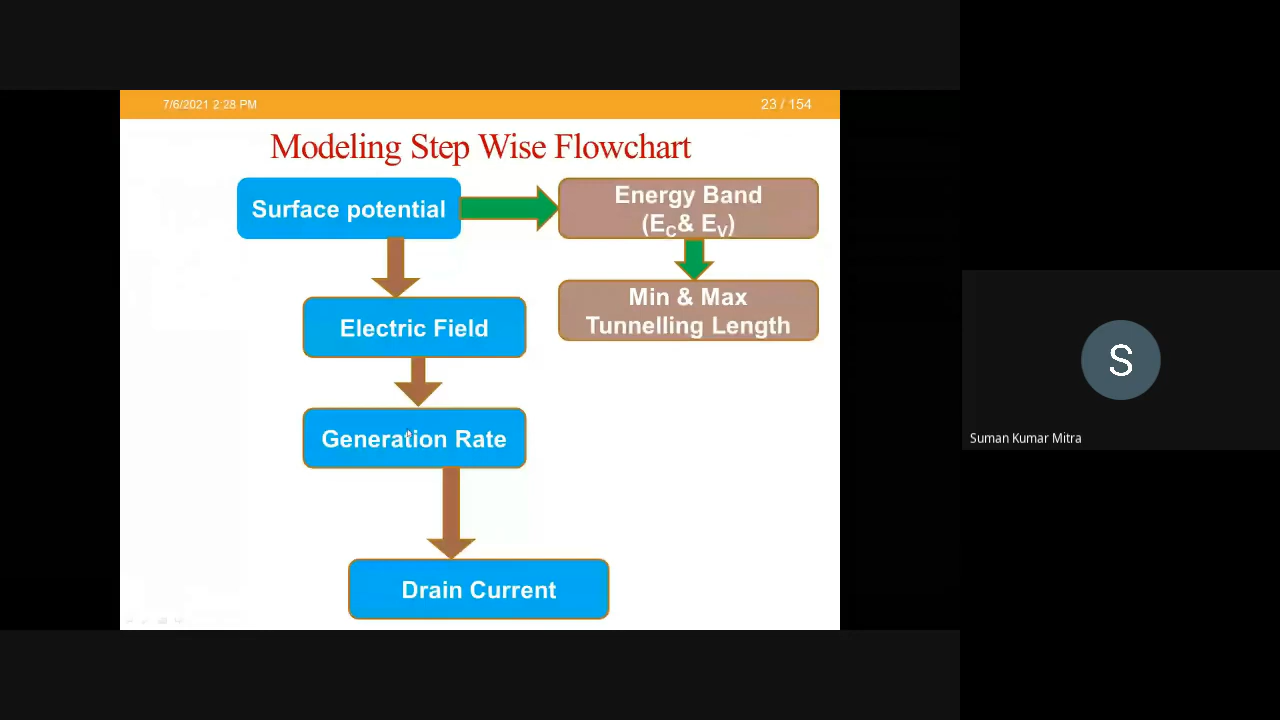 7/6/2021 2:28 PM
23 / 154
Modeling Step Wise Flowchart
Surface potential
Energy Band
(EC& EV)
Min & Max
Tunnelling Length
Electric Field
Generation Rate
Drain Current
S
Suman Kumar Mitra